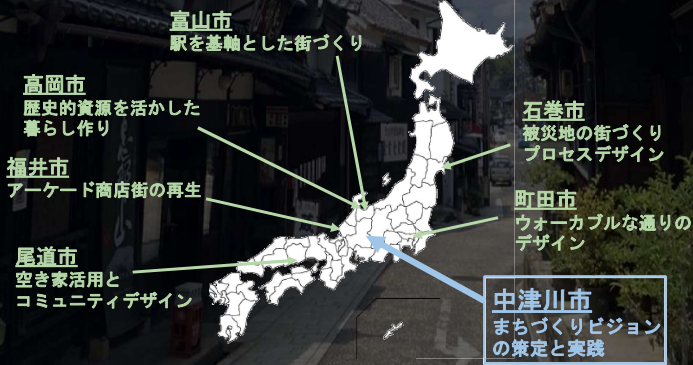 富山市
駅を基軸とした街づくり
高岡市
歴史的資源を活かした
暮らし作り
石巻市
被災地の街づくり
プロセスデザイン
福井市
アーケード商店街の再生
町田市
ウォーカブルな通りの
デザイン
尾道市
空き家活用と
コミュニティデザイン
中津川市
まちづくりビジョン
の策定と実践